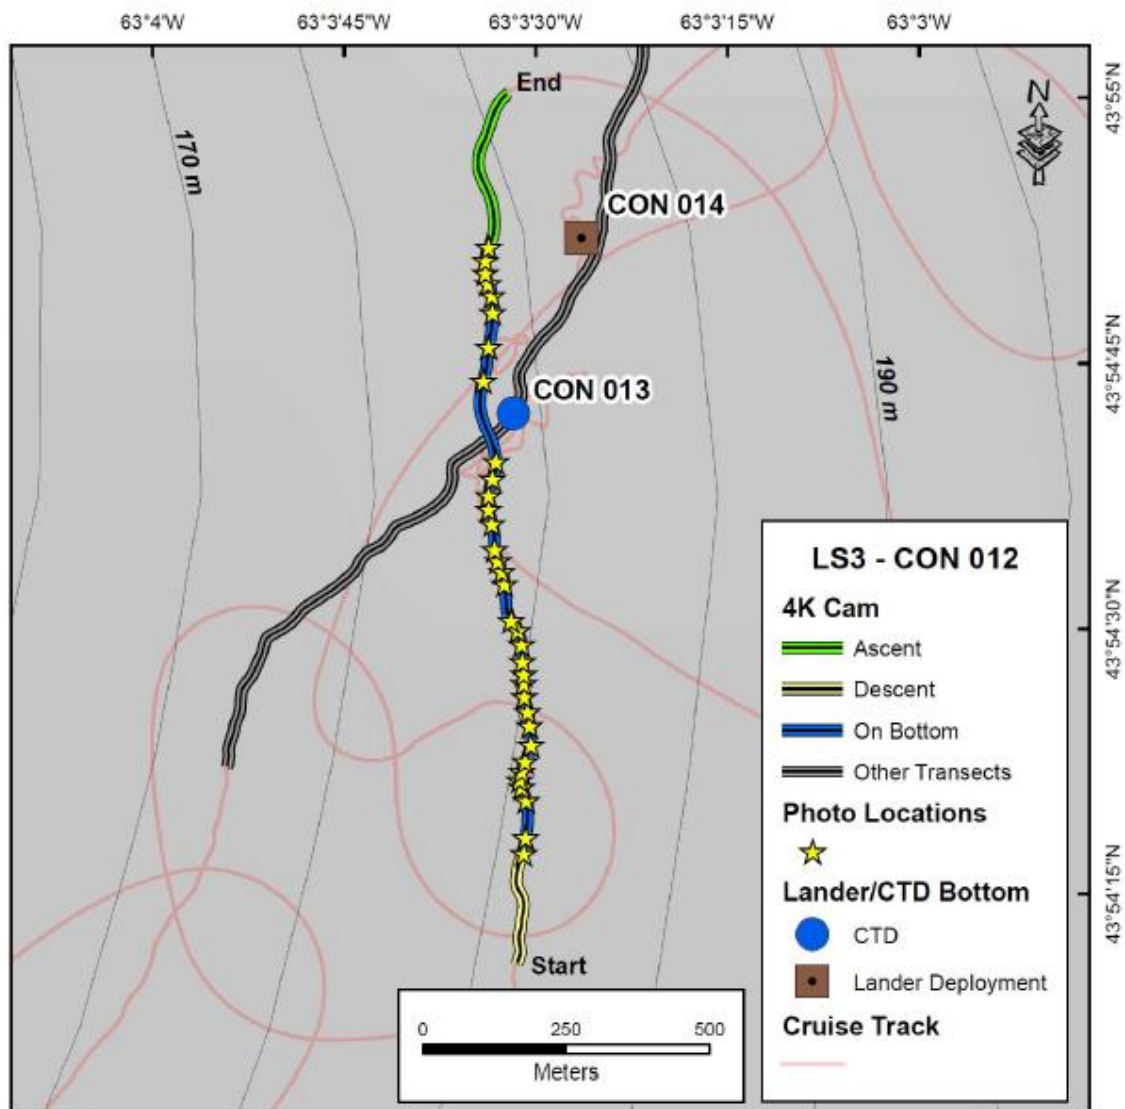 63°4'W 63°3'45"W 63°3'30"W 63°3'15"W 63°3'W
End
N
43°55'N
170 m
CON 014
43°54'45"N
CON 013
190 m
LS3 - CON 012
4K Cam
Ascent
43°54'30"N
Descent
On Bottom
Other Transects
Photo Locations
Lander/CTD Bottom
43°54'15"N
CTD
Start
Lander Deployment
Cruise Track
0 250 500
Meters